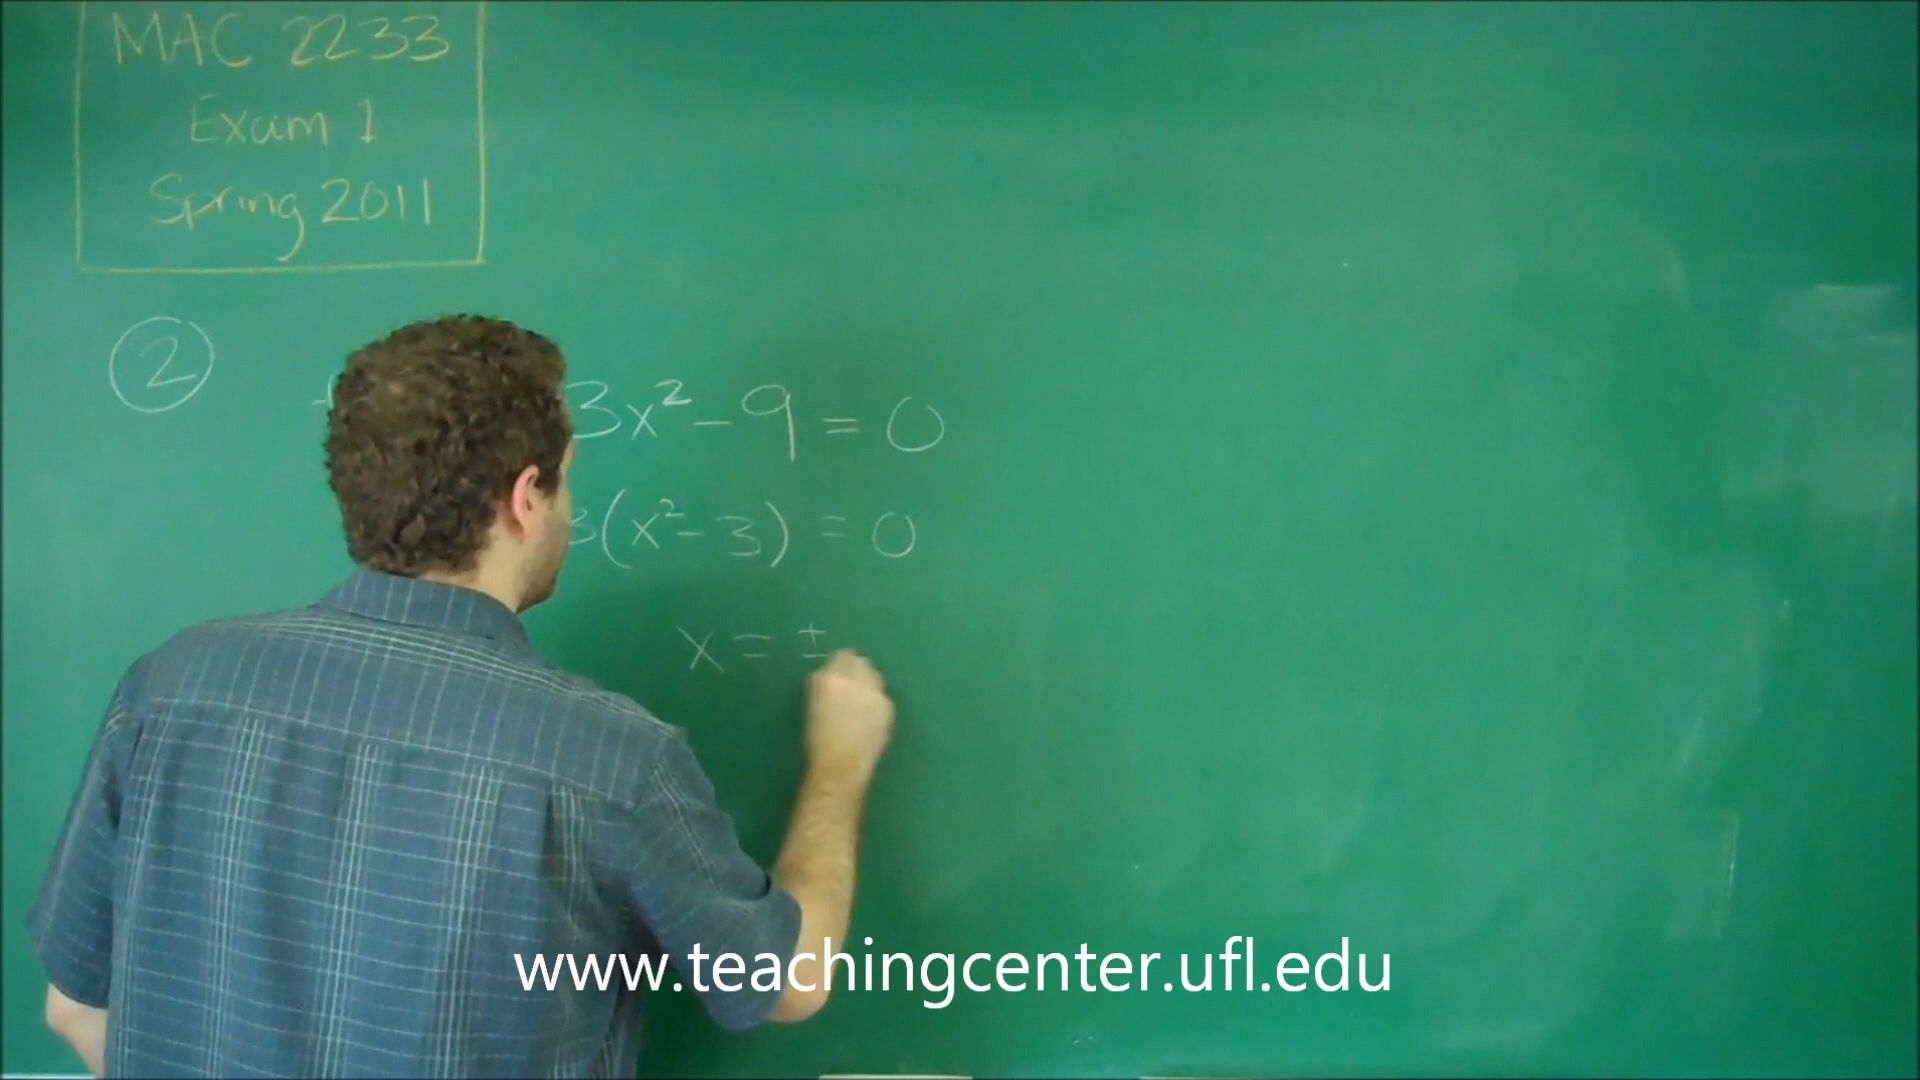 MAC 2233
Exam 1
Spring 2011
2
3x² - 9 = 0
3(x² - 3) = 0
x = ±
www.teachingcenter.ufl.edu